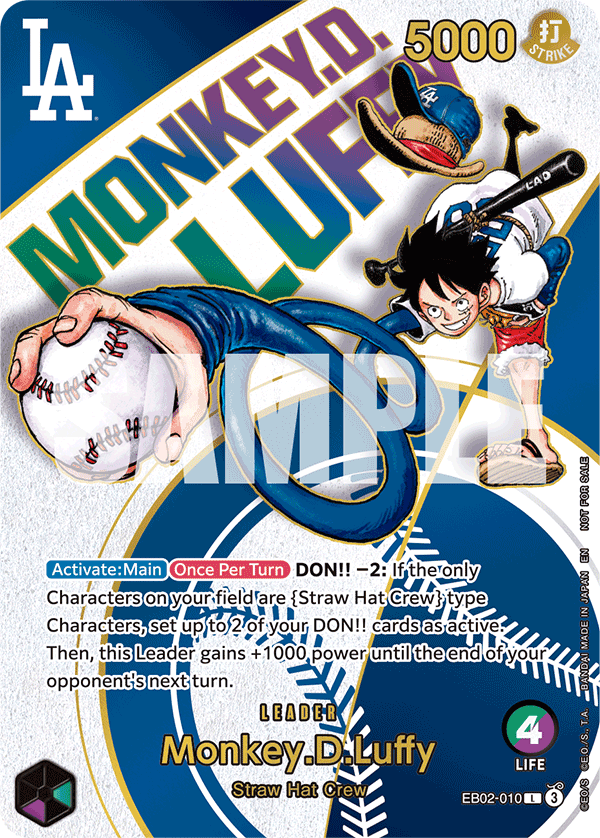 LA
5000
打
STRIKE
MONKEY.D.
LUFFY
LA
LAD
SAMPLE
Activate:Main Once Per Turn DON!! −2: If the only
Characters on your field are {Straw Hat Crew} type
Characters, set up to 2 of your DON!! cards as active.
Then, this Leader gains +1000 power until the end of your
opponent's next turn.
LEADER
Monkey.D.Luffy
Straw Hat Crew
4
LIFE
EB02-010 L 3
©EO/S ©E.O./S., T.A. BANDAI MADE IN JAPAN EN NOT FOR SALE